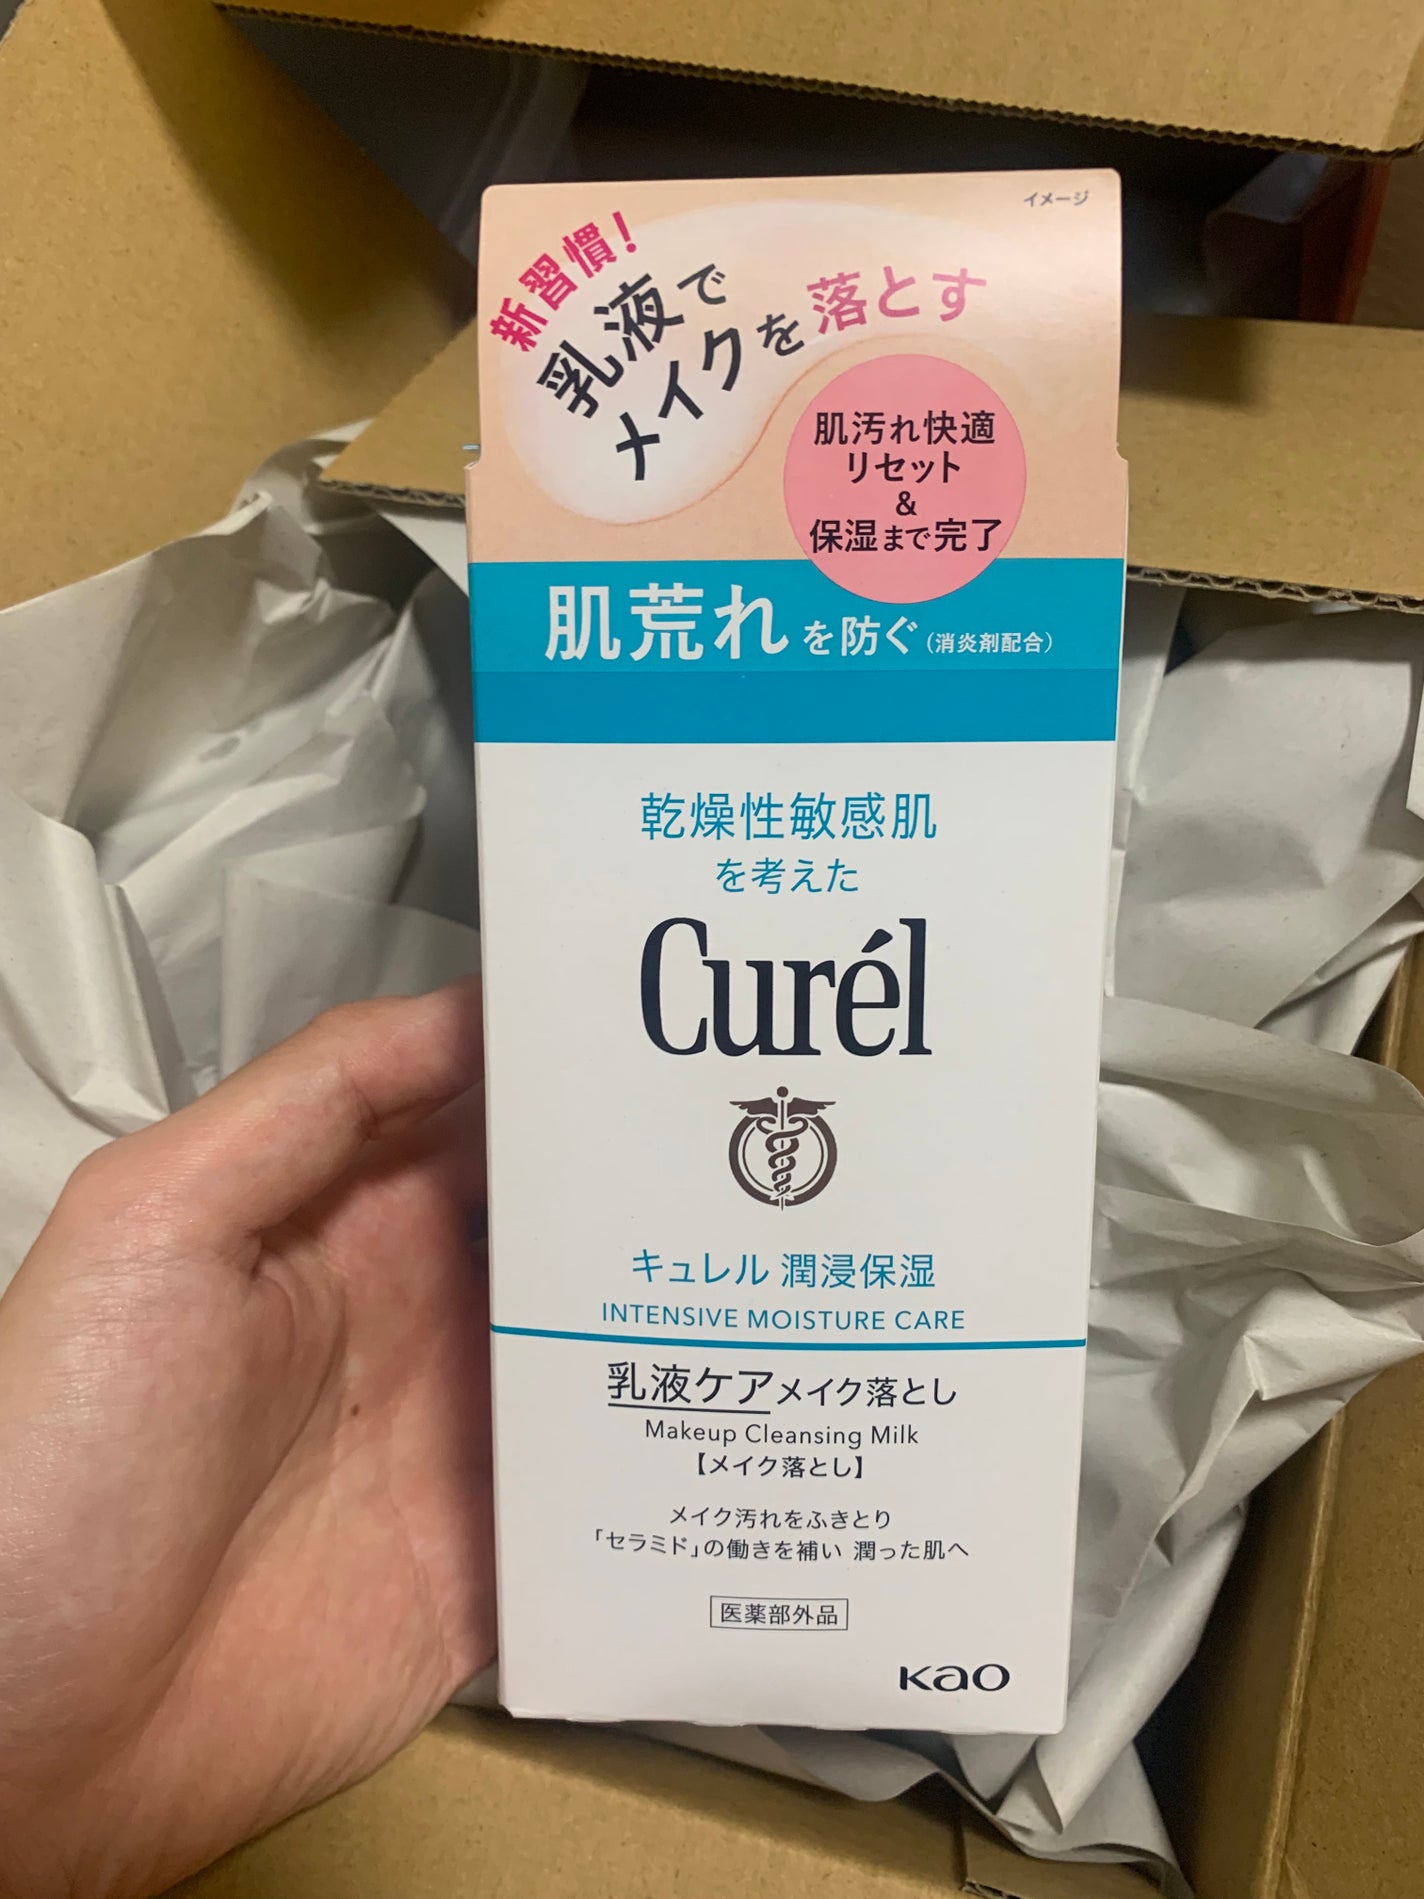 イメージ
新習慣!
乳液で
メイクを落とす
肌汚れ快適
リセット
&
保湿まで完了
肌荒れを防ぐ(消炎剤配合)
乾燥性敏感肌
を考えた
Curél
キュレル 潤浸保湿
INTENSIVE MOISTURE CARE
乳液ケアメイク落とし
Makeup Cleansing Milk
【メイク落とし】
メイク汚れをふきとり
「セラミド」の働きを補い 潤った肌へ
医薬部外品
Kao